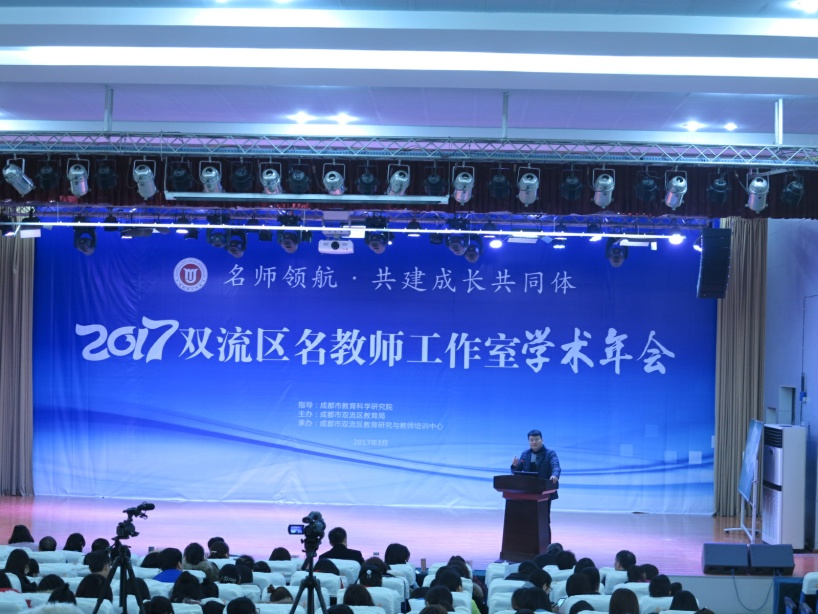 名师领航·共建成长共同体
2017双流区名教师工作室学术年会
指导：成都市教育科学研究院
主办：成都市双流区教育局
承办：成都市双流区教育研究与教师培训中心